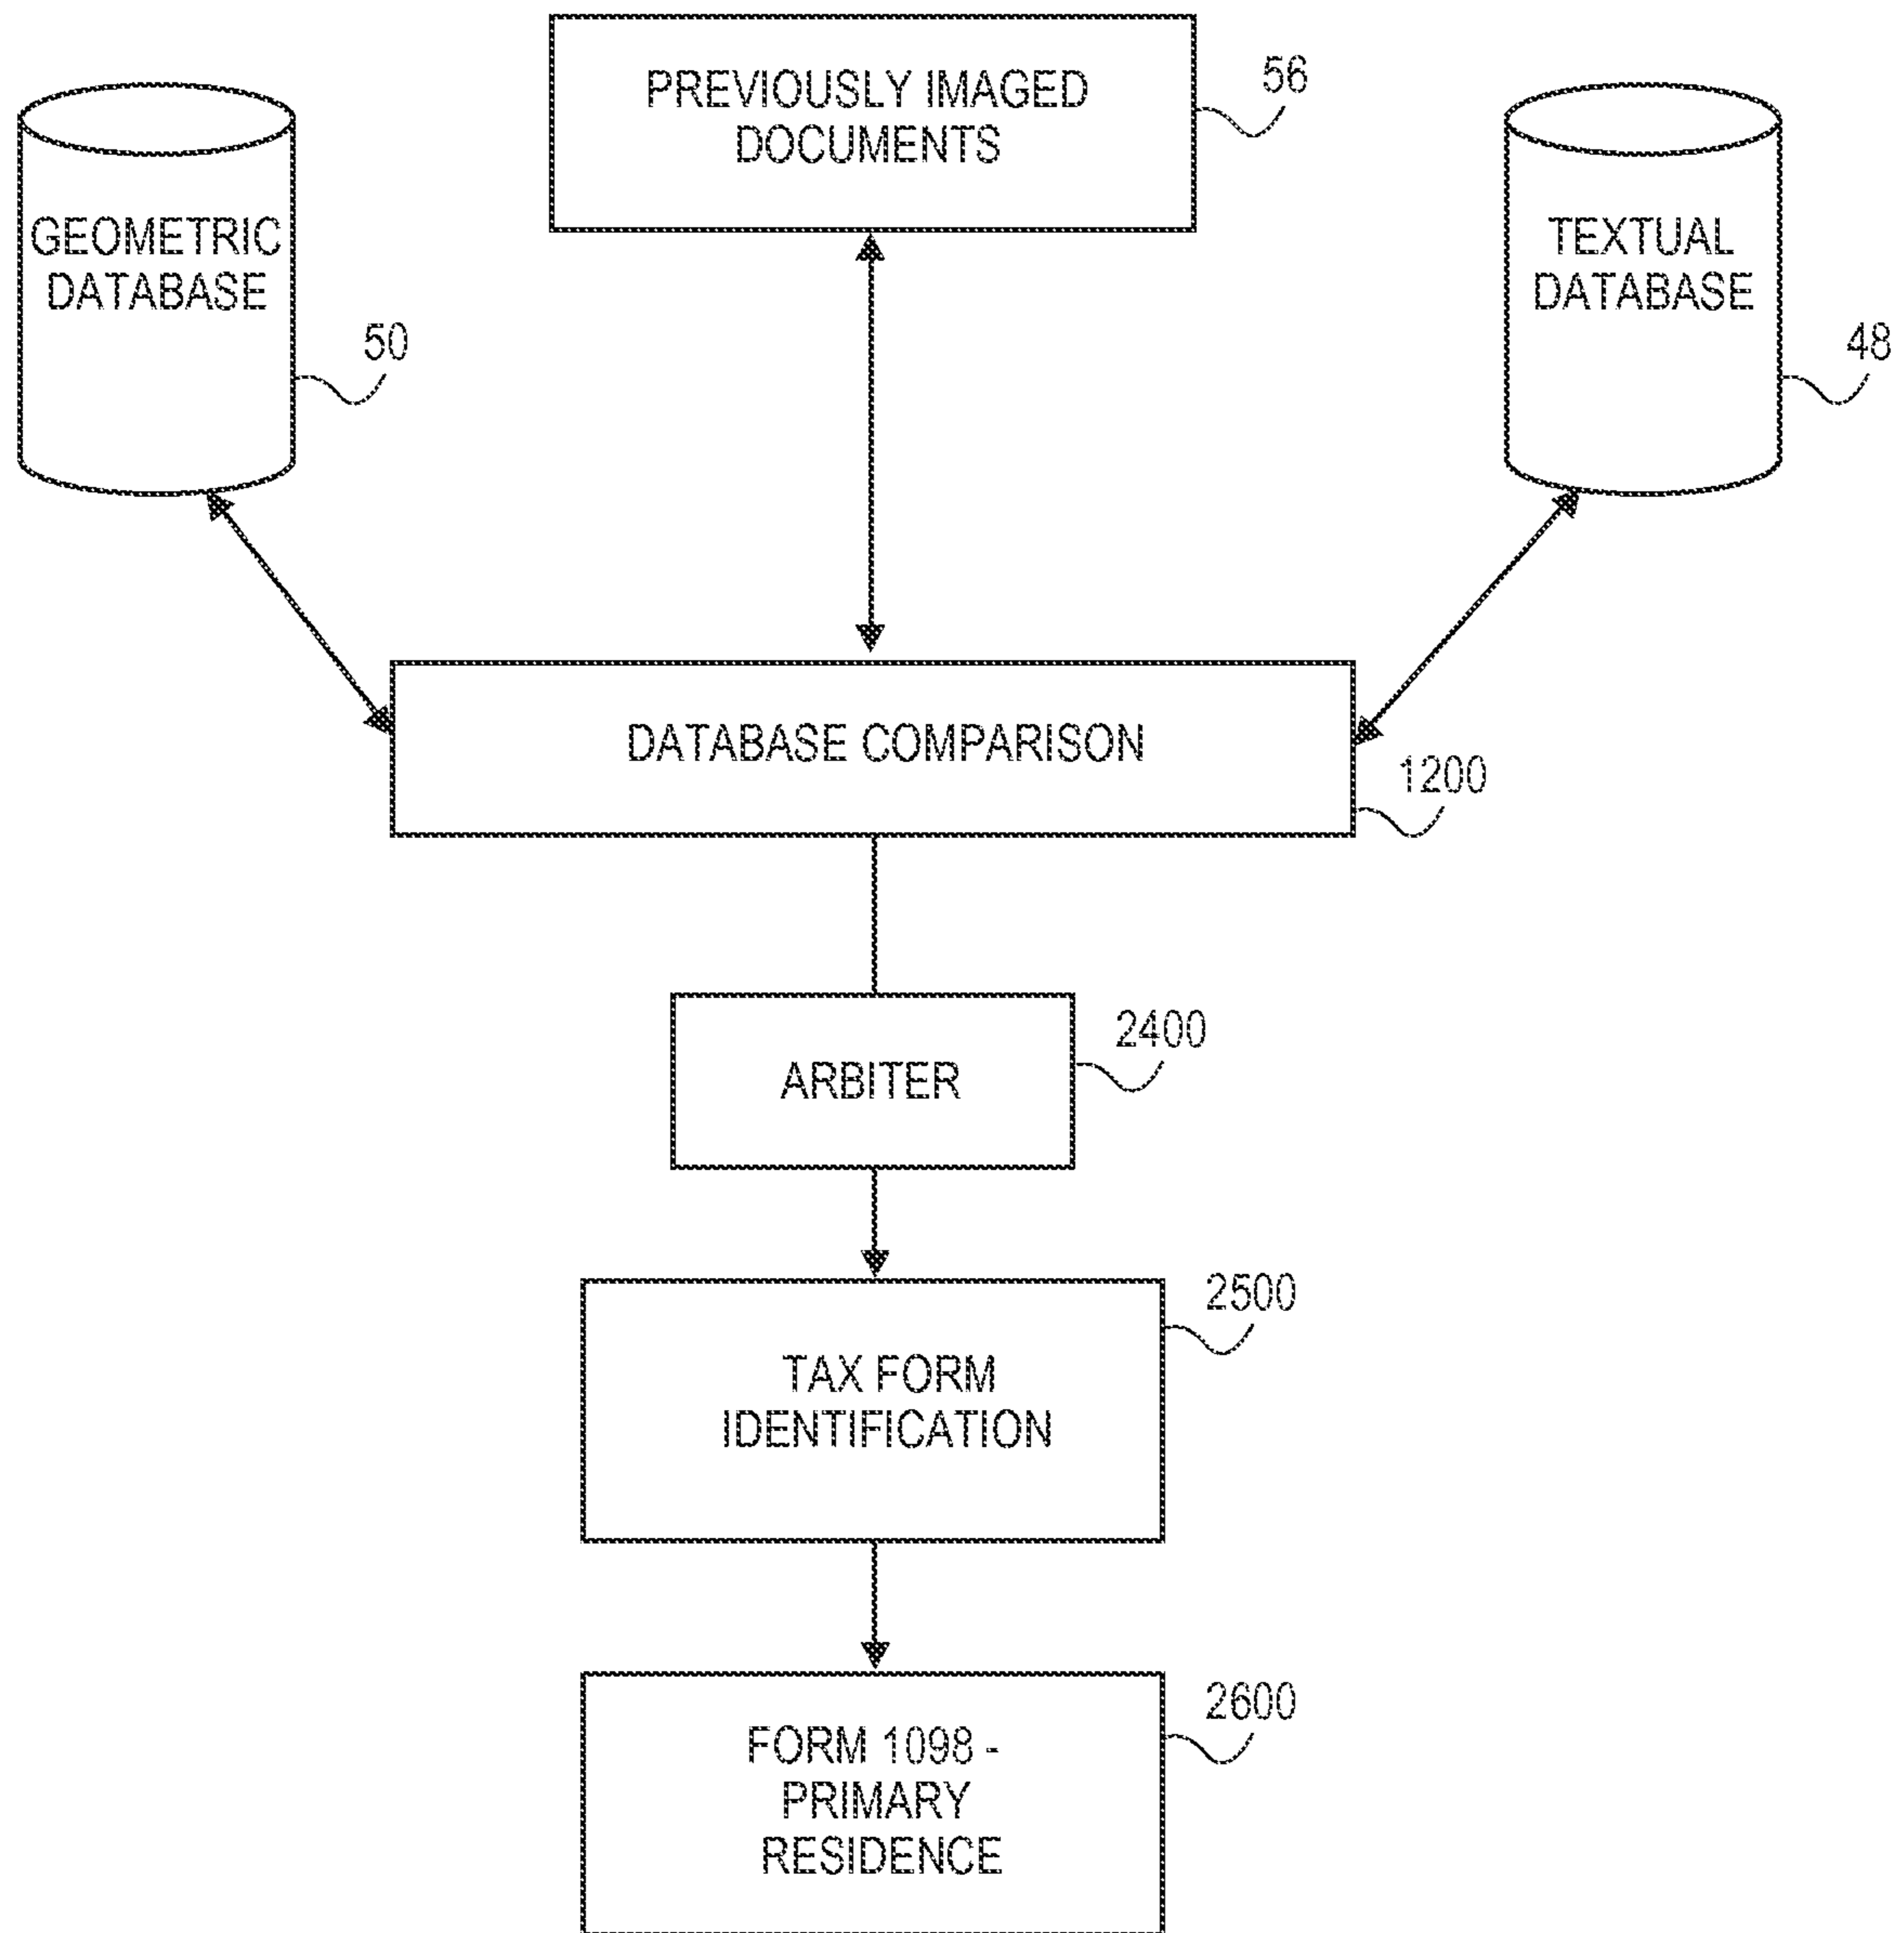 PREVIOUSLY IMAGED
DOCUMENTS
56
GEOMETRIC
DATABASE
50
TEXTUAL
DATABASE
48
DATABASE COMPARISON
1200
ARBITER
2400
TAX FORM
IDENTIFICATION
2500
FORM 1098 -
PRIMARY
RESIDENCE
2600